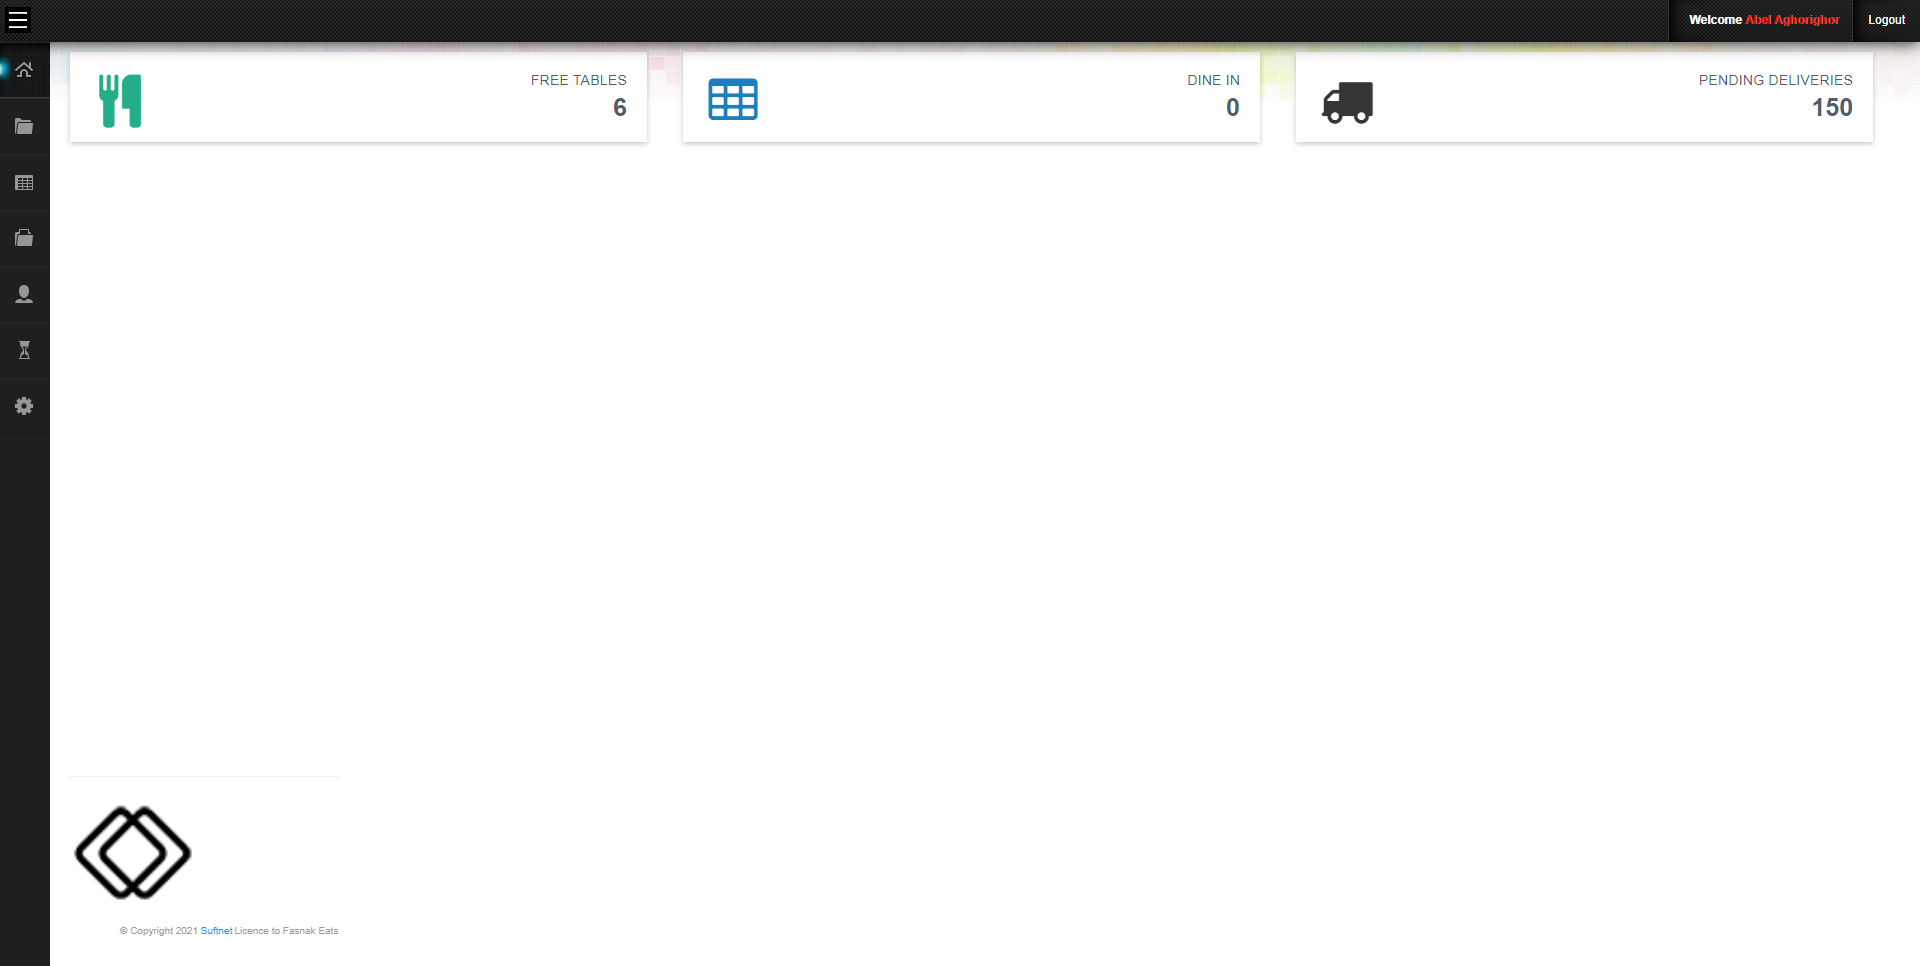 Welcome Abel Aghorighor
Logout
FREE TABLES
6
DINE IN
0
PENDING DELIVERIES
150
© Copyright 2021 Suftnet Licence to Fasnak Eats